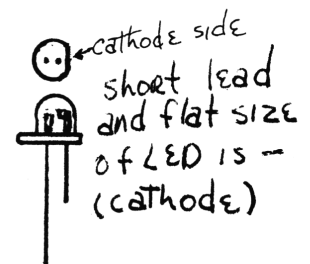 cathode side
short lead
and flat size
of LED is -
(cathode)